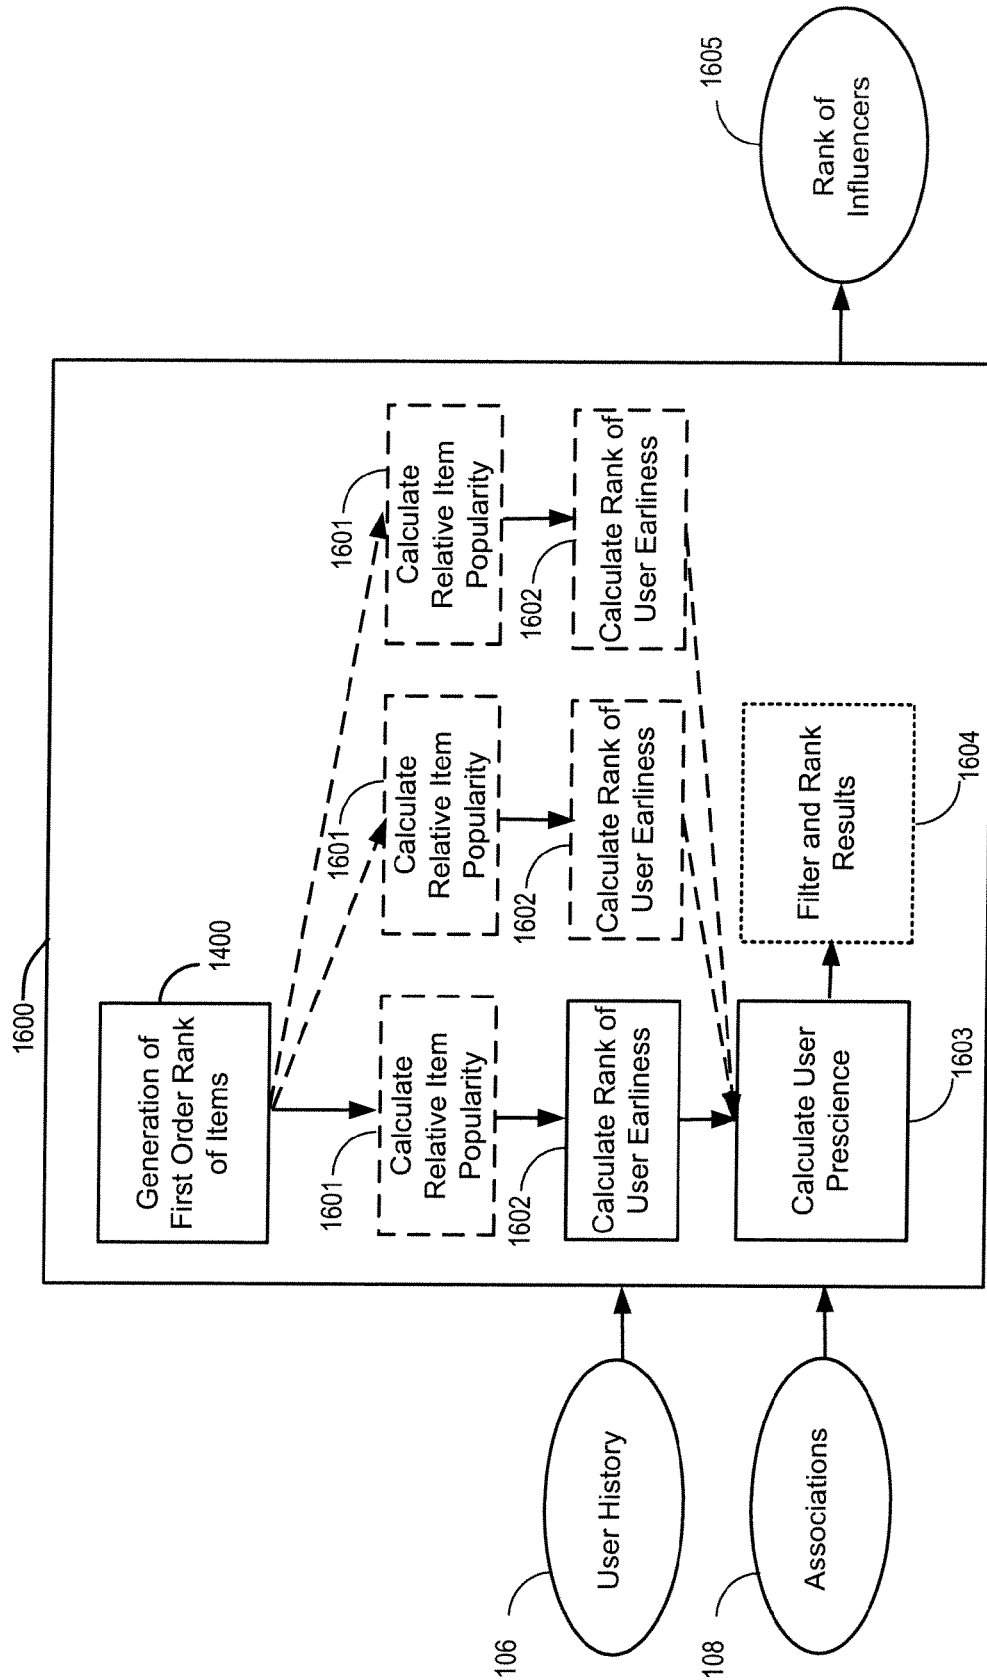 1600
1400
Generation of
First Order Rank
of Items
1601
Calculate
Relative Item
Popularity
1601
Calculate
Relative Item
Popularity
1601
Calculate
Relative Item
Popularity
1602
Calculate Rank of
User Earliness
1602
Calculate Rank of
User Earliness
1602
Calculate Rank of
User Earliness
Calculate User
Prescience
1603
Filter and Rank
Results
1604
106
User History
108
Associations
1605
Rank of
Influencers